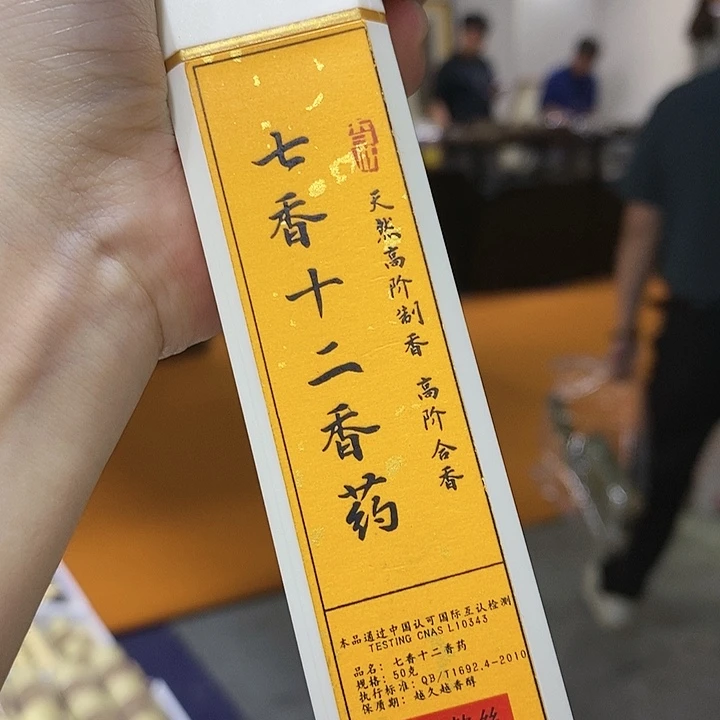 七香十二香药
天然高阶制香 高阶合香
本品通过中国认可国际互认检测
TESTING CNAS L10343
品名：七香十二香药
规格：50克
执行标准：QB/T1692.4-2010
保质期：越久越香醇